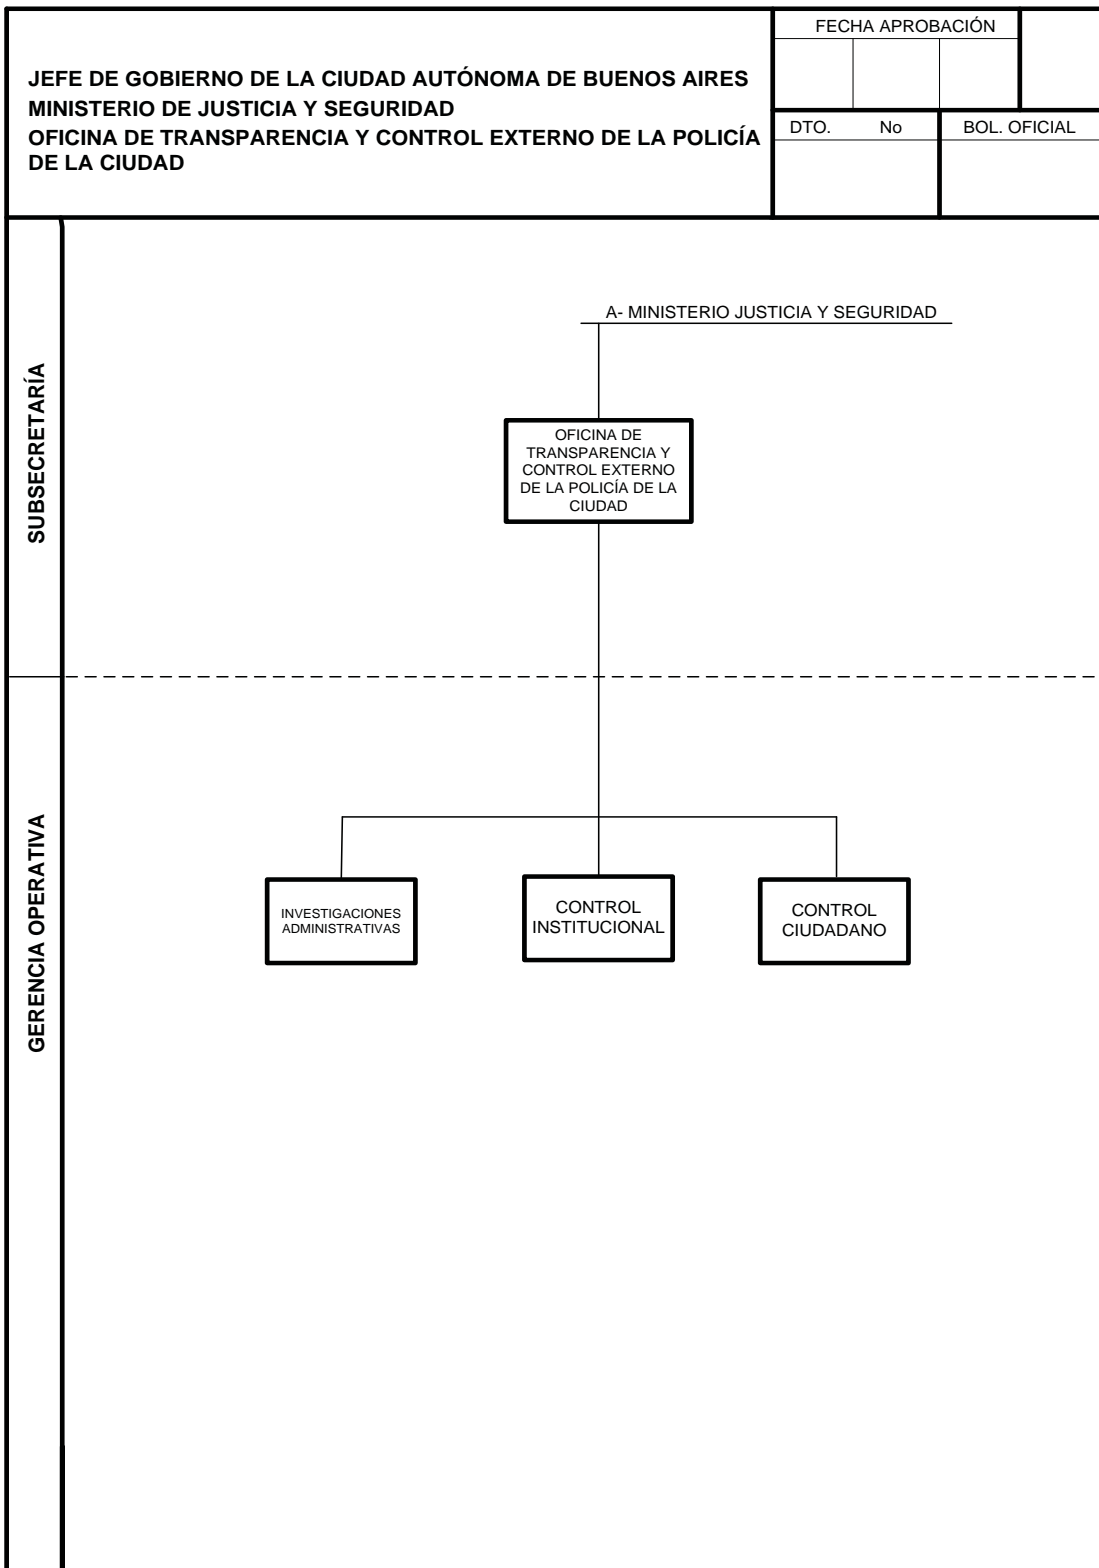 JEFE DE GOBIERNO DE LA CIUDAD AUTÓNOMA DE BUENOS AIRES
MINISTERIO DE JUSTICIA Y SEGURIDAD
OFICINA DE TRANSPARENCIA Y CONTROL EXTERNO DE LA POLICÍA
DE LA CIUDAD
FECHA APROBACIÓN
DTO. No
BOL. OFICIAL
SUBSECRETARÍA
A- MINISTERIO JUSTICIA Y SEGURIDAD
OFICINA DE
TRANSPARENCIA Y
CONTROL EXTERNO
DE LA POLICÍA DE LA
CIUDAD
GERENCIA OPERATIVA
INVESTIGACIONES
ADMINISTRATIVAS
CONTROL
INSTITUCIONAL
CONTROL
CIUDADANO